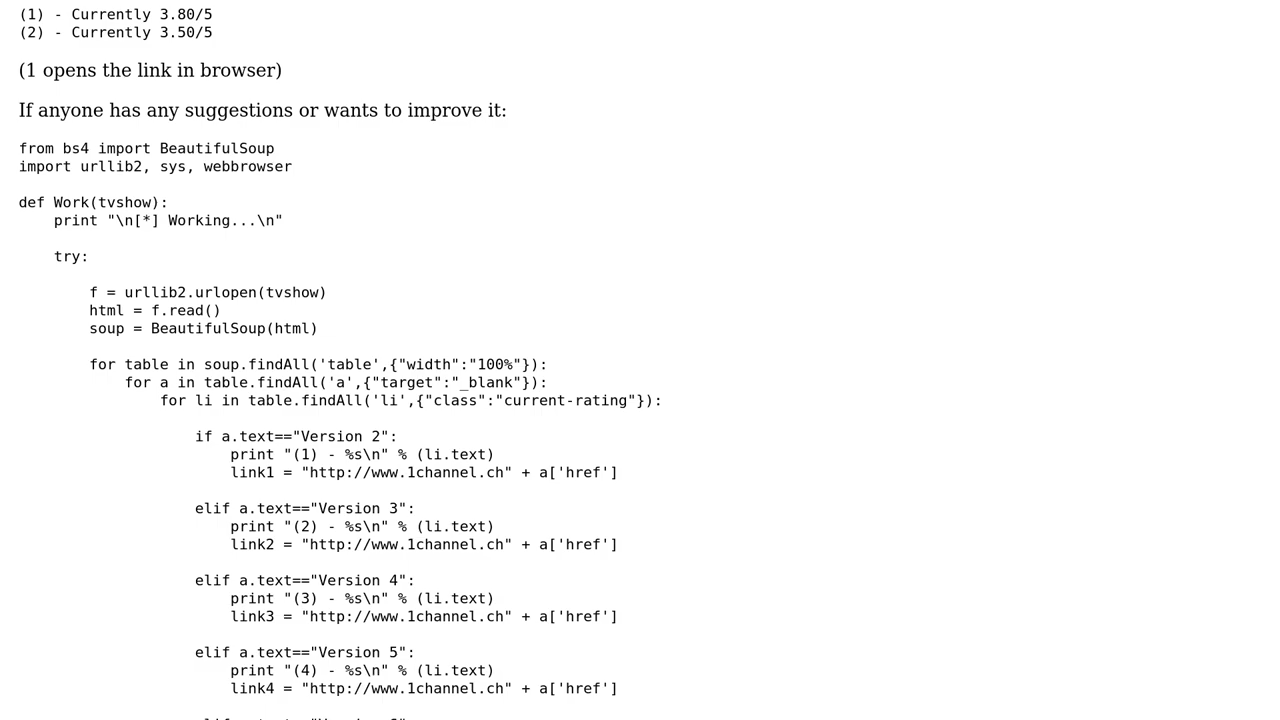 (1) - Currently 3.80/5
(2) - Currently 3.50/5
(1 opens the link in browser)
If anyone has any suggestions or wants to improve it:
from bs4 import BeautifulSoup
import urllib2, sys, webbrowser
def Work(tvshow):
    print "\n[*] Working...\n"
    try:
        f = urllib2.urlopen(tvshow)
        html = f.read()
        soup = BeautifulSoup(html)
        for table in soup.findAll('table',{"width":"100%"}):
            for a in table.findAll('a',{"target":"_blank"}):
                for li in table.findAll('li',{"class":"current-rating"}):
                    if a.text=="Version 2":
                        print "(1) - %s\n" % (li.text)
                        link1 = "http://www.1channel.ch" + a['href']
                    elif a.text=="Version 3":
                        print "(2) - %s\n" % (li.text)
                        link2 = "http://www.1channel.ch" + a['href']
                    elif a.text=="Version 4":
                        print "(3) - %s\n" % (li.text)
                        link3 = "http://www.1channel.ch" + a['href']
                    elif a.text=="Version 5":
                        print "(4) - %s\n" % (li.text)
                        link4 = "http://www.1channel.ch" + a['href']